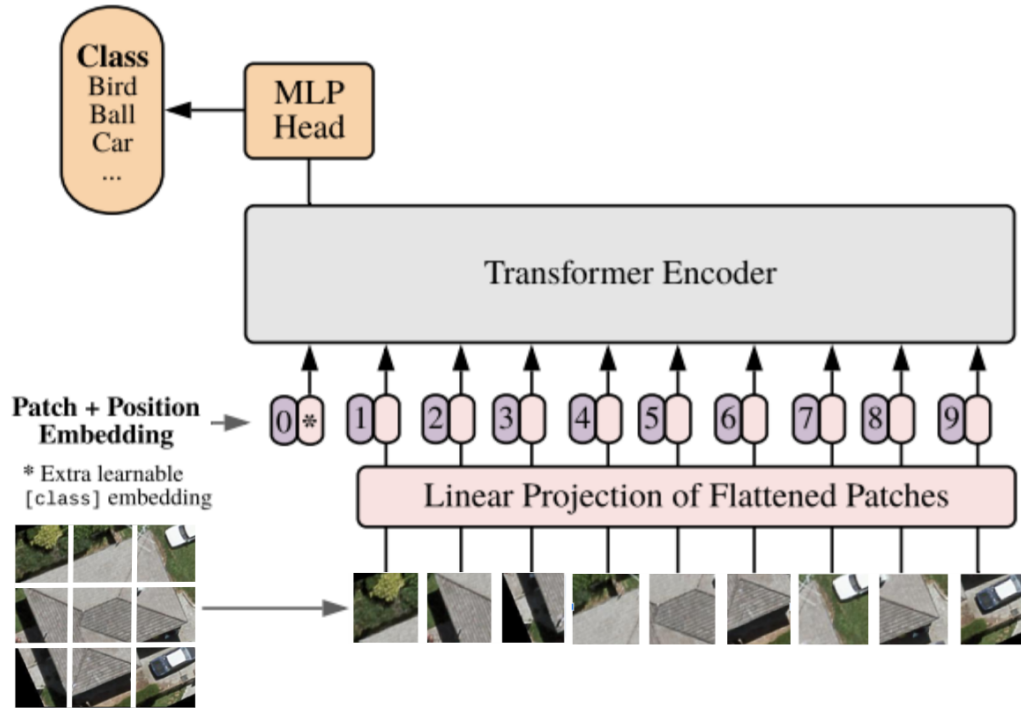 Class
Bird
Ball
Car
...
MLP
Head
Transformer Encoder
Patch + Position
Embedding
0 * 1 2 3 4 5 6 7 8 9
* Extra learnable
[class] embedding
Linear Projection of Flattened Patches